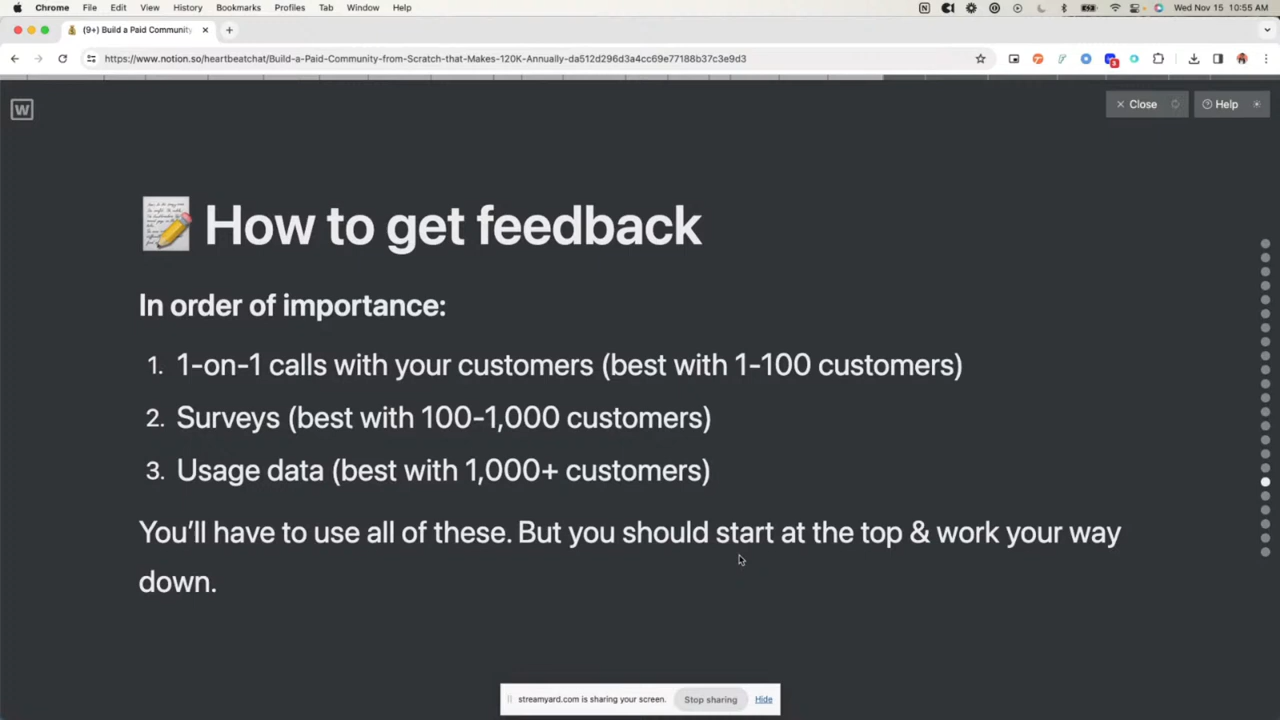 Chrome File Edit View History Bookmarks Profiles Tab Window Help Wed Nov 15 10:55 AM
(9+) Build a Paid Community
https://www.notion.so/heartbeatchat/Build-a-Paid-Community-from-Scratch-that-Makes-120K-Annually-da512d296d3a4cc69e77188b37c3e9d3
W
Close Help
How to get feedback
In order of importance:
1. 1-on-1 calls with your customers (best with 1-100 customers)
2. Surveys (best with 100-1,000 customers)
3. Usage data (best with 1,000+ customers)
You’ll have to use all of these. But you should start at the top & work your way
down.
streamyard.com is sharing your screen. Stop sharing Hide